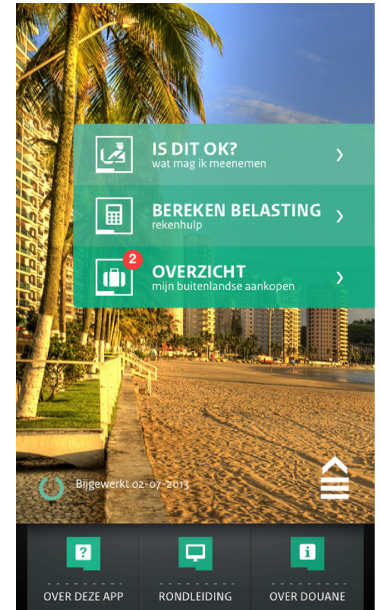 IS DIT OK?
wat mag ik meenemen
BEREKEN BELASTING
rekenhulp
2
OVERZICHT
mijn buitenlandse aankopen
Bijgewerkt 02-07-2013
?
i
OVER DEZE APP
RONDLEIDING
OVER DOUANE